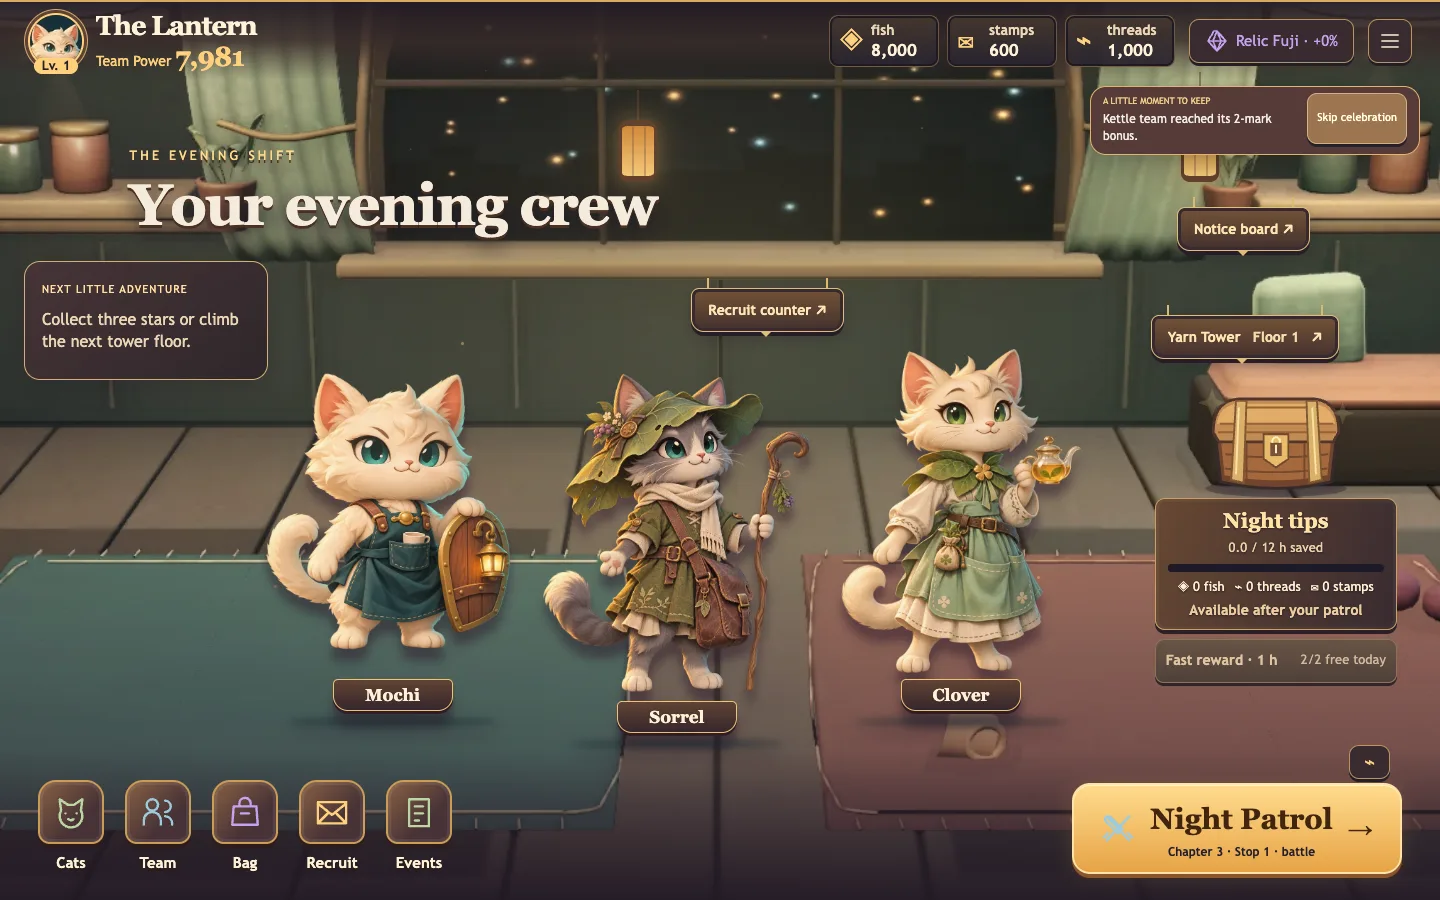 The Lantern
Team Power 7,981
Lv. 1
fish
8,000
stamps
600
threads
1,000
Relic Fuji · +0%
A LITTLE MOMENT TO KEEP
Kettle team reached its 2-mark
bonus.
Skip celebration
THE EVENING SHIFT
Your evening crew
Notice board ↗
NEXT LITTLE ADVENTURE
Collect three stars or climb
the next tower floor.
Recruit counter ↗
Yarn Tower Floor 1 ↗
Night tips
0.0 / 12 h saved
0 fish 0 threads 0 stamps
Available after your patrol
Fast reward · 1 h 2/2 free today
Mochi
Sorrel
Clover
Cats
Team
Bag
Recruit
Events
Night Patrol →
Chapter 3 · Stop 1 · battle